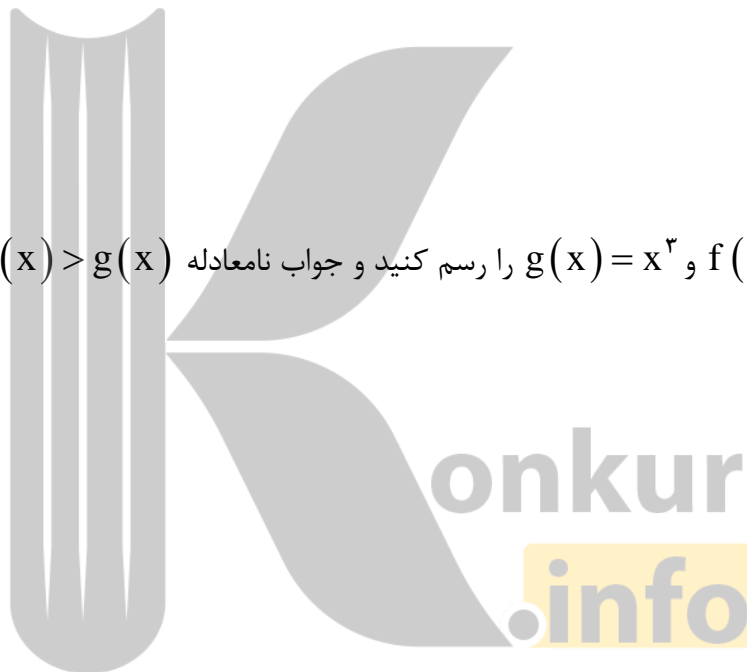 f ( و g(x) = x³ را رسم کنید و جواب نامعادله (x) > g(x)
onkur
.info